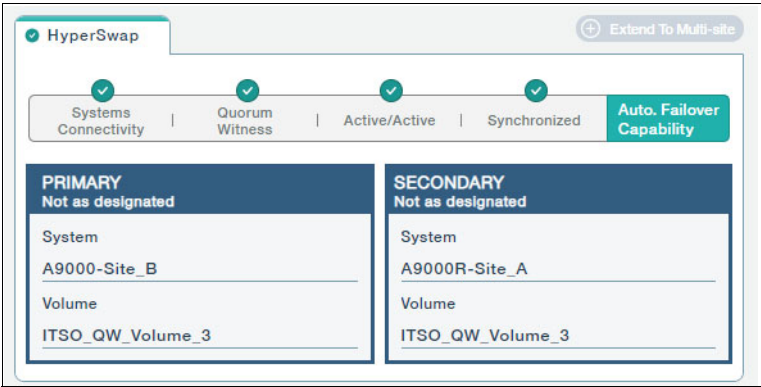 HyperSwap
Extend To Multi-site
Systems Connectivity | Quorum Witness | Active/Active | Synchronized
Auto. Failover Capability
PRIMARY
Not as designated
System
A9000-Site_B
Volume
ITSO_QW_Volume_3
SECONDARY
Not as designated
System
A9000R-Site_A
Volume
ITSO_QW_Volume_3